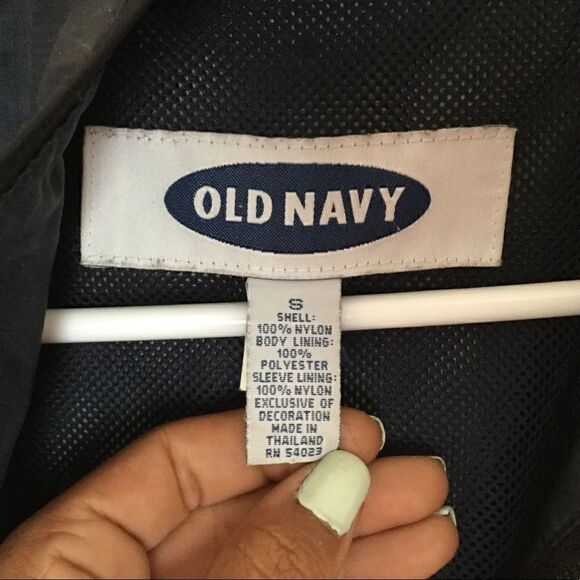 OLD NAVY
S
SHELL:
100% NYLON
BODY LINING:
100%
POLYESTER
SLEEVE LINING:
100% NYLON
EXCLUSIVE OF
DECORATION
MADE IN
THAILAND
RN 54023